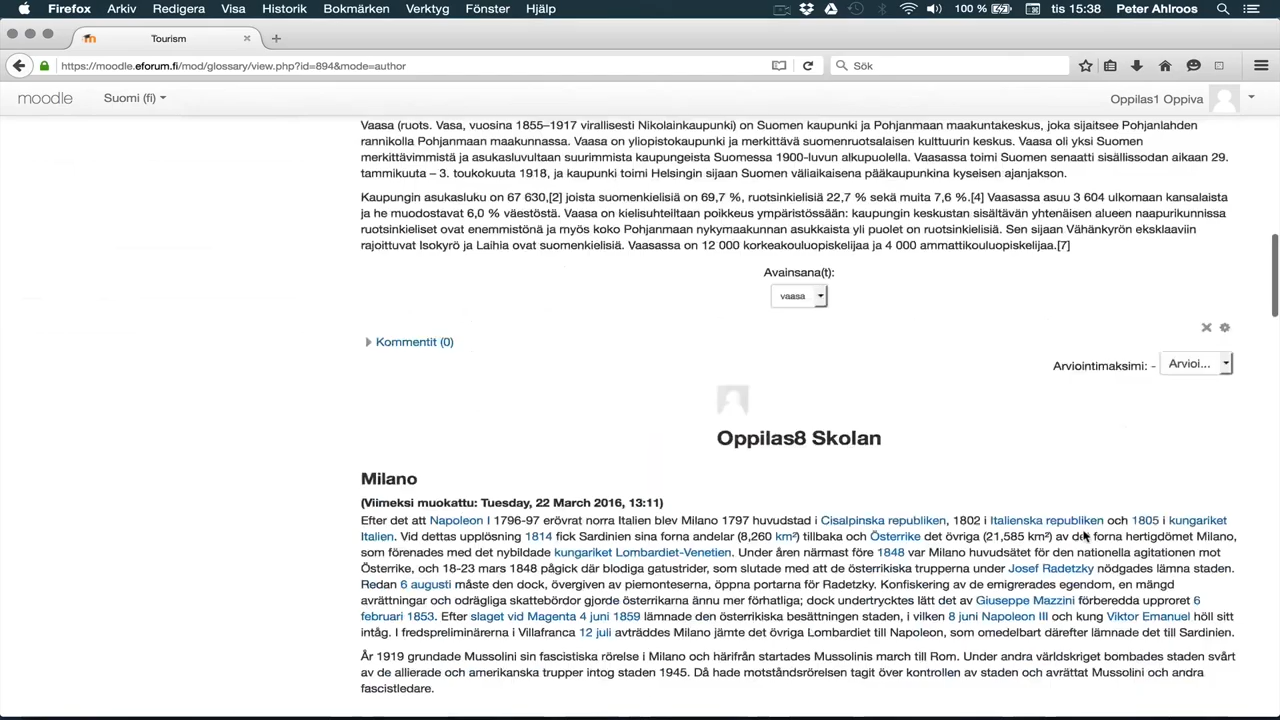 Firefox Arkiv Redigera Visa Historik Bokmärken Verktyg Fönster Hjälp 100 % tis 15:38 Peter Ahlroos
Tourism
https://moodle.eforum.fi/mod/glossary/view.php?id=894&mode=author Sök
moodle Suomi (fi) Oppilas1 Oppiva
Vaasa (ruots. Vasa, vuosina 1855–1917 virallisesti Nikolainkaupunki) on Suomen kaupunki ja Pohjanmaan maakuntakeskus, joka sijaitsee Pohjanlahden
rannikolla Pohjanmaan maakunnassa. Vaasa on yliopistokaupunki ja merkittävä suomenruotsalaisen kulttuurin keskus. Vaasa oli yksi Suomen
merkittävimmistä ja asukasluvultaan suurimmista kaupungeista Suomessa 1900-luvun alkupuolella. Vaasassa toimi Suomen senaatti sisällissodan aikaan 29.
tammikuuta – 3. toukokuuta 1918, ja kaupunki toimi Helsingin sijaan Suomen väliaikaisena pääkaupunkina kyseisen ajanjakson.
Kaupungin asukasluku on 67 630,[2] joista suomenkielisiä on 69,7 %, ruotsinkielisiä 22,7 % sekä muita 7,6 %.[4] Vaasassa asuu 3 604 ulkomaan kansalaista
ja he muodostavat 6,0 % väestöstä. Vaasa on kielisuhteiltaan poikkeus ympäristössään: kaupungin keskustan sisältävän yhtenäisen alueen naapurikunnissa
ruotsinkieliset ovat enemmistönä ja myös koko Pohjanmaan nykymaakunnan asukkaista yli puolet on ruotsinkielisiä. Sen sijaan Vähänkyrön eksklaaviin
rajoittuvat Isokyrö ja Laihia ovat suomenkielisiä. Vaasassa on 12 000 korkeakouluopiskelijaa ja 4 000 ammattikouluopiskelijaa.[7]
Avainsana(t):
vaasa
Kommentit (0)
Arviointimaksimi: - Arvioi...
Oppilas8 Skolan
Milano
(Viimeksi muokattu: Tuesday, 22 March 2016, 13:11)
Efter det att Napoleon I 1796-97 erövrat norra Italien blev Milano 1797 huvudstad i Cisalpinska republiken, 1802 i Italienska republiken och 1805 i kungariket
Italien. Vid dettas upplösning 1814 fick Sardinien sina forna andelar (8,260 km²) tillbaka och Österrike det övriga (21,585 km²) av det forna hertigdömet Milano,
som förenades med det nybildade kungariket Lombardiet-Venetien. Under åren närmast före 1848 var Milano huvudsätet för den nationella agitationen mot
Österrike, och 18-23 mars 1848 pågick där blodiga gatustrider, som slutade med att de österrikiska trupperna under Josef Radetzky nödgades lämna staden.
Redan 6 augusti måste den dock, övergiven av piemonteserna, öppna portarna för Radetzky. Konfiskering av de emigrerades egendom, en mängd
avrättningar och odrägliga skattebördor gjorde österrikarna ännu mer förhatliga; dock undertrycktes lätt det av Giuseppe Mazzini förberedda upproret 6
februari 1853. Efter slaget vid Magenta 4 juni 1859 lämnade den österrikiska besättningen staden, i vilken 8 juni Napoleon III och kung Viktor Emanuel höll sitt
intåg. I fredspreliminärerna i Villafranca 12 juli avträddes Milano jämte det övriga Lombardiet till Napoleon, som omedelbart därefter lämnade det till Sardinien.
År 1919 grundade Mussolini sin fascistiska rörelse i Milano och härifrån startades Mussolinis march till Rom. Under andra världskriget bombades staden svårt
av de allierade och amerikanska trupper intog staden 1945. Då hade motståndsrörelsen tagit över kontrollen av staden och avrättat Mussolini och andra
fascistledare.